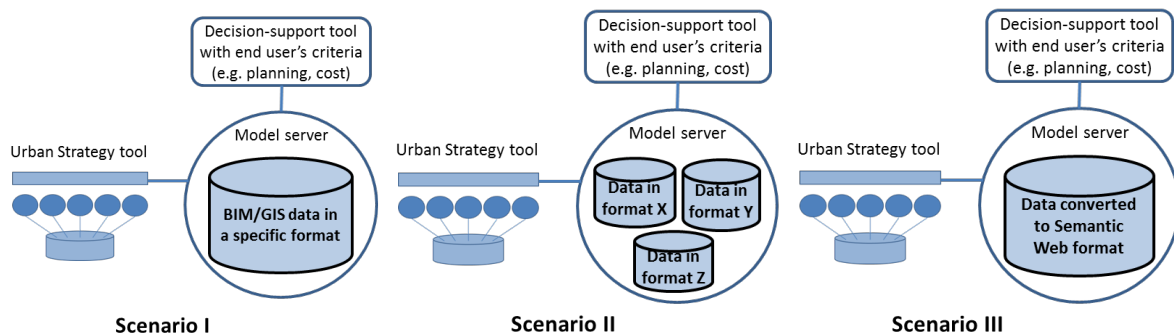 Decision-support tool
with end user's criteria
(e.g. planning, cost)
Model server
Urban Strategy tool
BIM/GIS data in
a specific format
Scenario I
Decision-support tool
with end user's criteria
(e.g. planning, cost)
Model server
Urban Strategy tool
Data in
format X
Data in
format Y
Data in
format Z
Scenario II
Decision-support tool
with end user's criteria
(e.g. planning, cost)
Model server
Urban Strategy tool
Data converted
to Semantic
Web format
Scenario III